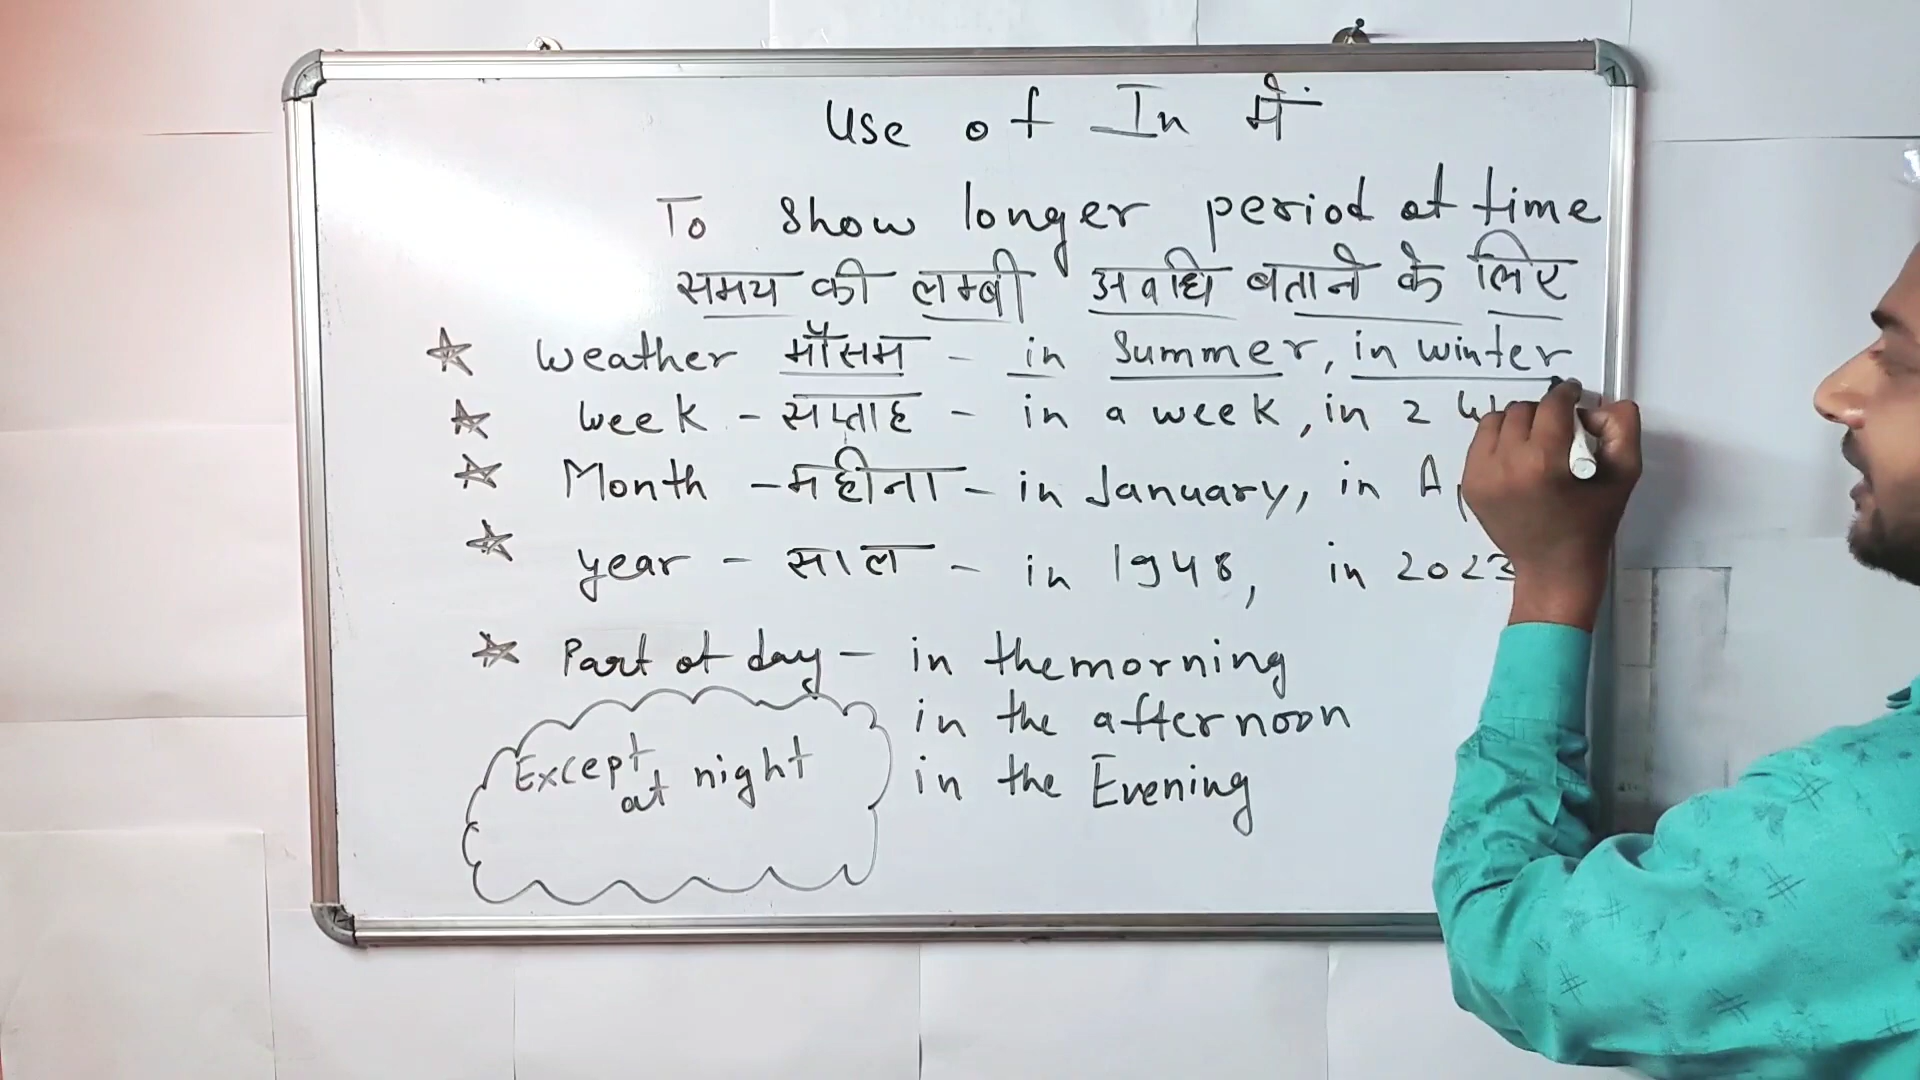 Use of In में
To show longer period of time
समय की लम्बी अवधि बताने के लिए
Weather मौसम - in Summer, in winter
Week - सप्ताह - in a week, in 2
Month - महीना - in January, in
year - साल - in 1948, in 2023
Part of day - in the morning
in the afternoon
in the Evening
Except at night